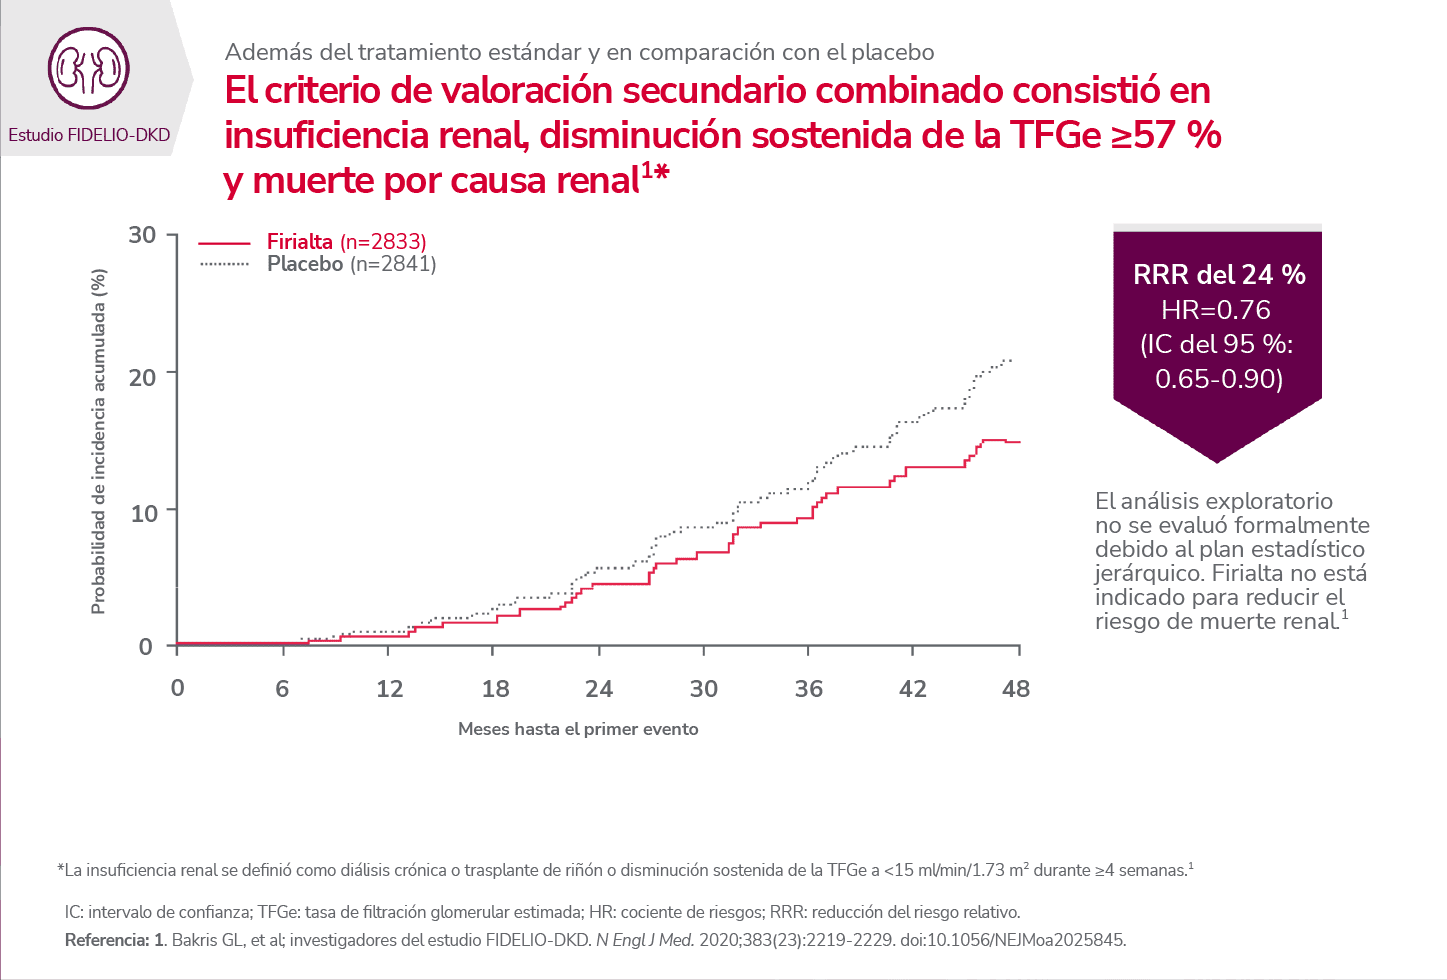 Estudio FIDELIO-DKD
Además del tratamiento estándar y en comparación con el placebo
El criterio de valoración secundario combinado consistió en
insuficiencia renal, disminución sostenida de la TFGe ≥57 %
y muerte por causa renal¹*
Firialta (n=2833)
Placebo (n=2841)
Probabilidad de incidencia acumulada (%)
30
20
10
0
0 6 12 18 24 30 36 42 48
Meses hasta el primer evento
RRR del 24 %
HR=0.76
(IC del 95 %:
0.65-0.90)
El análisis exploratorio
no se evaluó formalmente
debido al plan estadístico
jerárquico. Firialta no está
indicado para reducir el
riesgo de muerte renal.¹
*La insuficiencia renal se definió como diálisis crónica o trasplante de riñón o disminución sostenida de la TFGe a <15 ml/min/1.73 m² durante ≥4 semanas.¹
IC: intervalo de confianza; TFGe: tasa de filtración glomerular estimada; HR: cociente de riesgos; RRR: reducción del riesgo relativo.
Referencia: 1. Bakris GL, et al; investigadores del estudio FIDELIO-DKD. N Engl J Med. 2020;383(23):2219-2229. doi:10.1056/NEJMoa2025845.